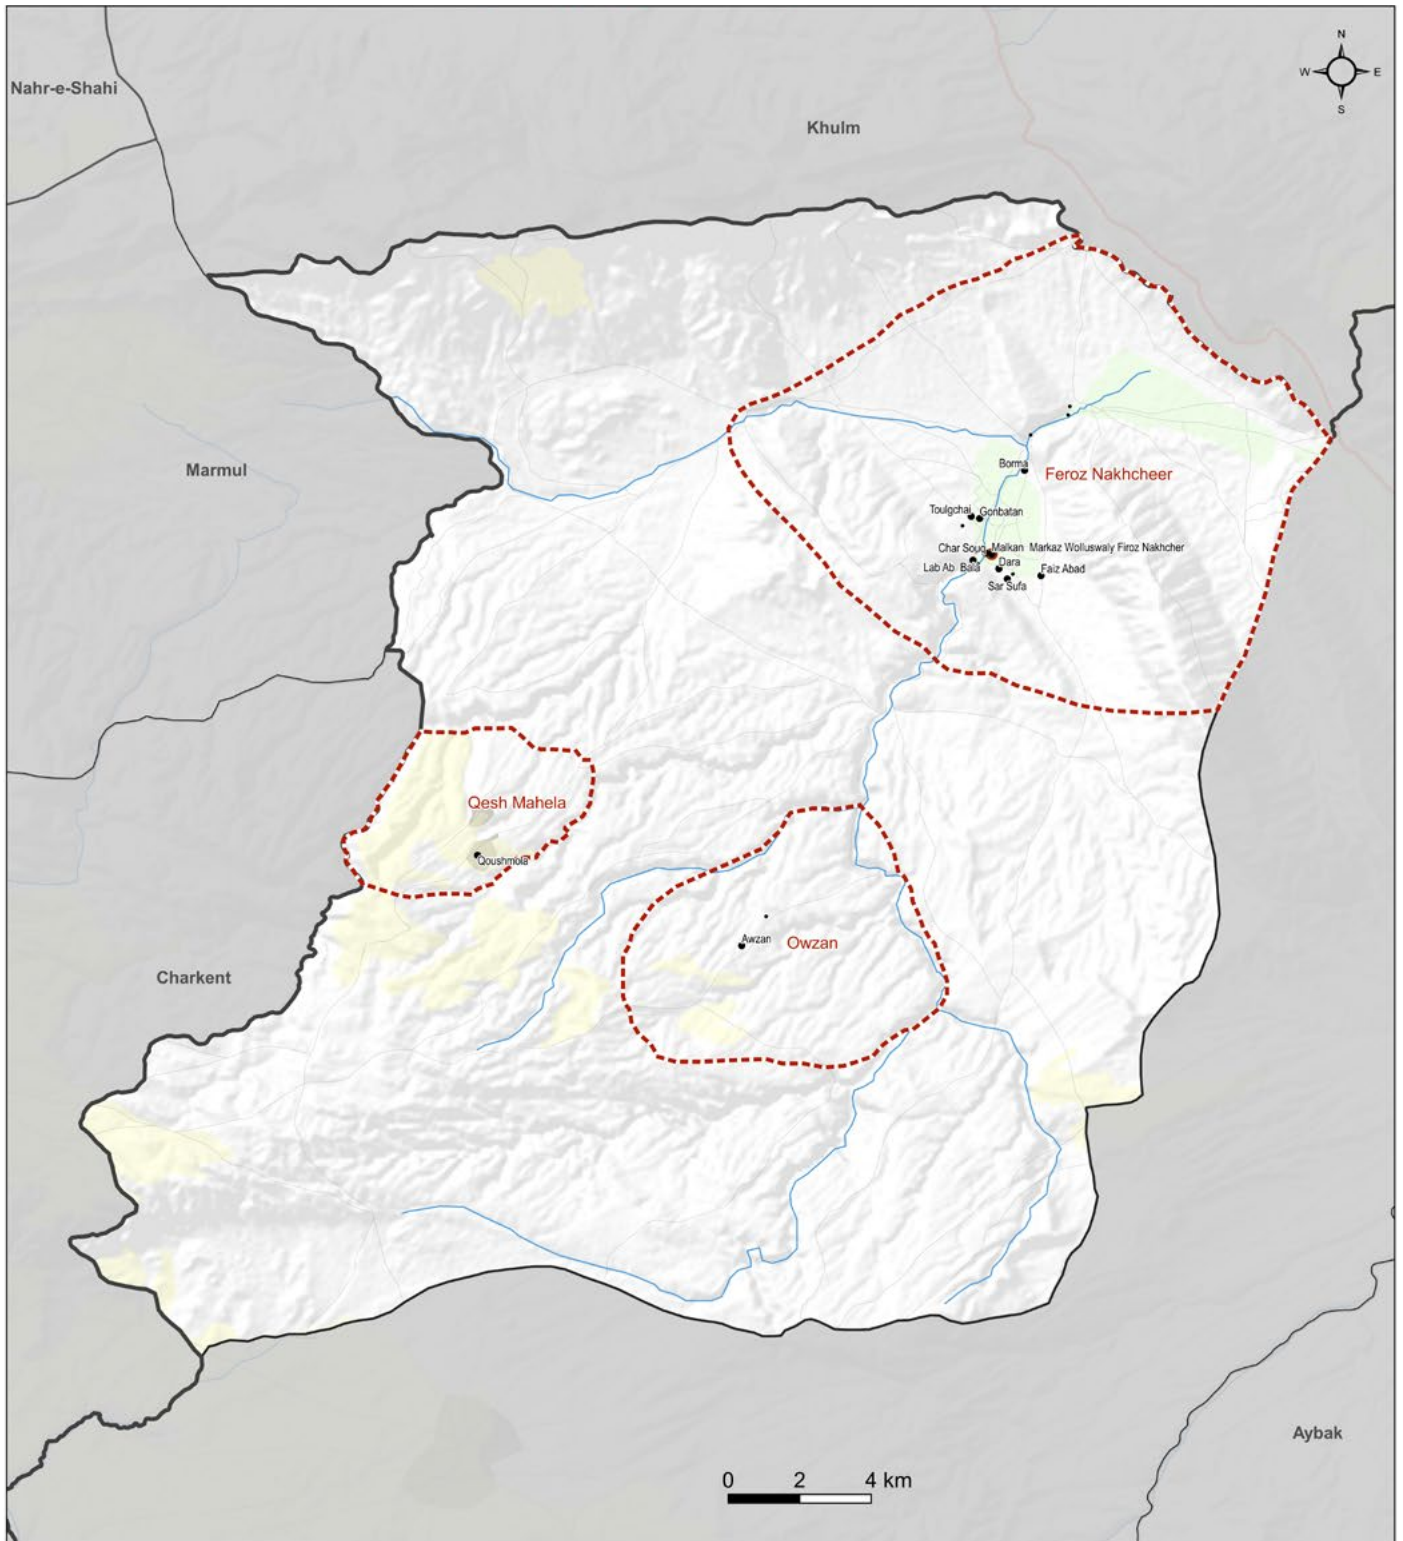 N
W E
S
Nahr-e-Shahi
Khulm
Marmul
Borma
Feroz Nakhcheer
Toulgchai
Gonbatan
Char Souq
Malkan
Markaz Wolluswaly Firoz Nakhcher
Lab Ab Bala
Dara
Faiz Abad
Sar Sufa
Qesh Mahela
Qoushmola
Awzan
Owzan
Charkent
Aybak
0 2 4 km